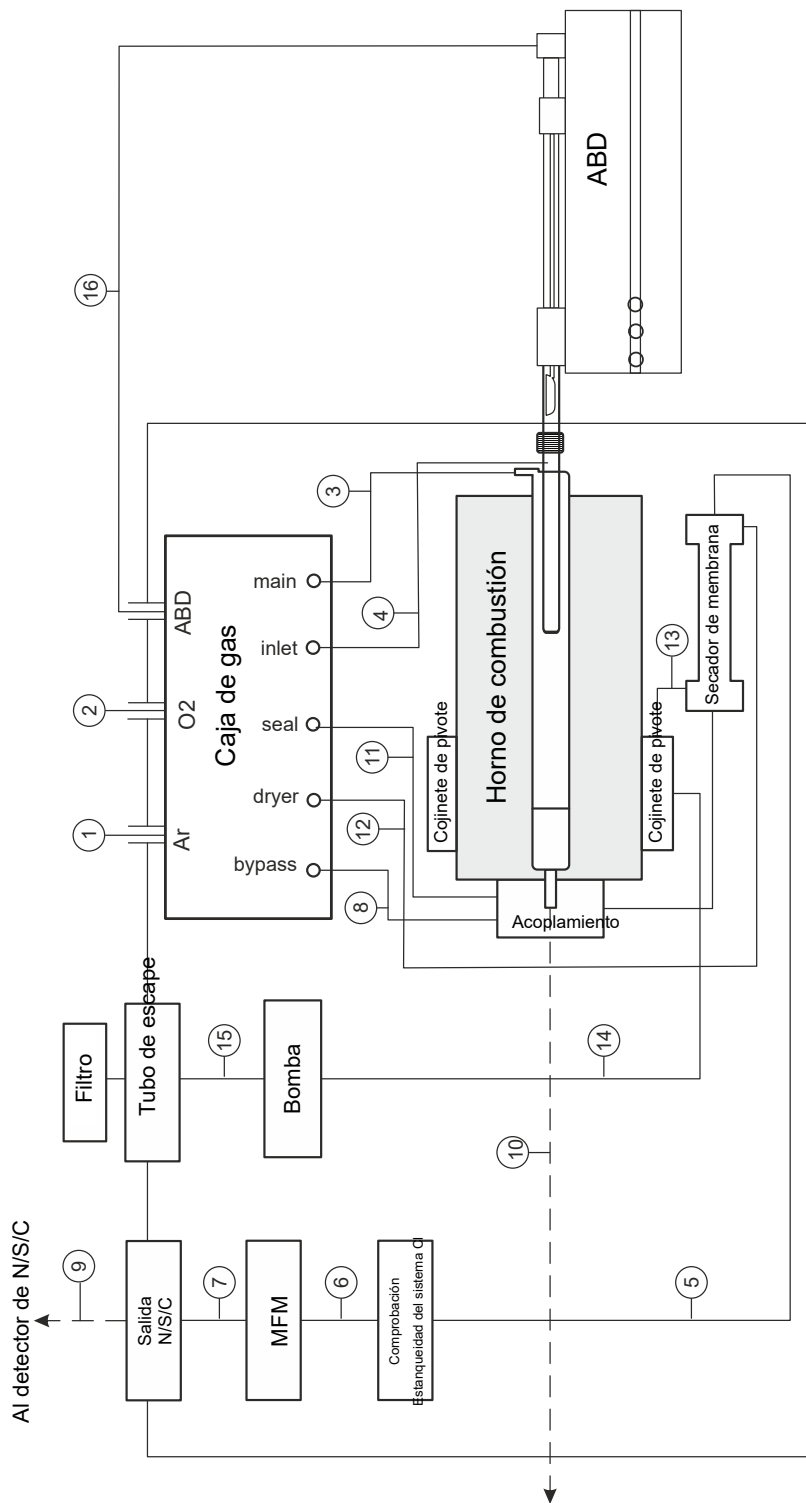 Al detector de N/S/C
9
Filtro
1
2
16
Salida
N/S/C
Tubo de escape
Ar
O2
ABD
7
15
Caja de gas
MFM
Bomba
bypass
dryer
seal
inlet
main
6
8
12
11
4
3
Comprobación
Estanqueidad del sistema Cl
Cojinete de pivote
Horno de combustión
10
Acoplamiento
ABD
14
Cojinete de pivote
13
5
Secador de membrana